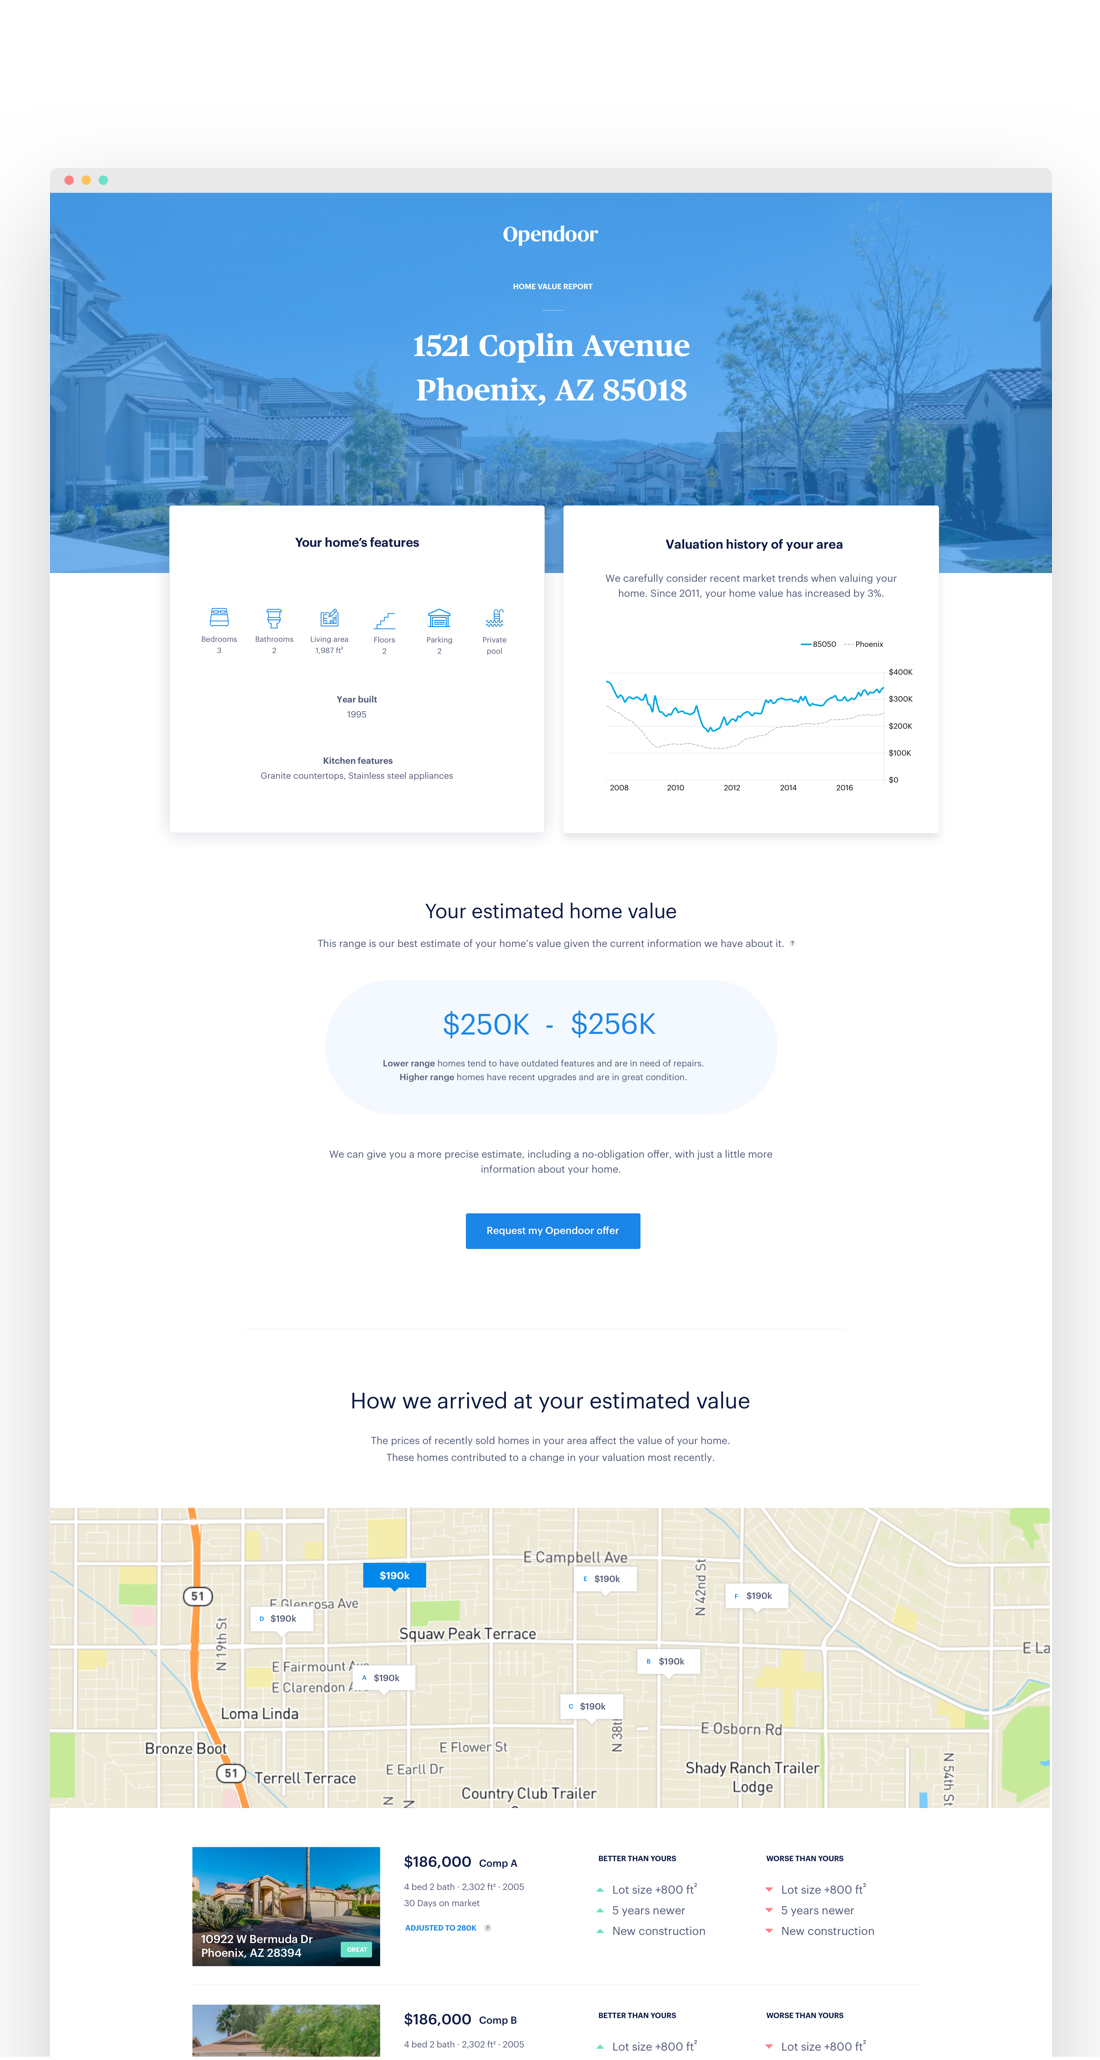 Opendoor
HOME VALUE REPORT
1521 Coplin Avenue
Phoenix, AZ 85018
Your home's features
Bedrooms
3
Bathrooms
2
Living area
1,987 ft²
Floors
2
Parking
2
Private
pool
Year built
1995
Kitchen features
Granite countertops, Stainless steel appliances
Valuation history of your area
We carefully consider recent market trends when valuing your
home. Since 2011, your home value has increased by 3%.
85050 Phoenix
$400K
$300K
$200K
$100K
$0
2008 2010 2012 2014 2016
Your estimated home value
This range is our best estimate of your home's value given the current information we have about it. ?
$250K - $256K
Lower range homes tend to have outdated features and are in need of repairs.
Higher range homes have recent upgrades and are in great condition.
We can give you a more precise estimate, including a no-obligation offer, with just a little more
information about your home.
Request my Opendoor offer
How we arrived at your estimated value
The prices of recently sold homes in your area affect the value of your home.
These homes contributed to a change in your valuation most recently.
E Campbell Ave
$190k
E $190k
N 42nd St
F $190k
51
E Glenrosa Ave
D $190k
N 19th St
Squaw Peak Terrace
E La
B $190k
E Fairmount
A $190k
E Clarendon
C $190k
Loma Linda
N 38t
E Osborn Rd
Bronze Boot
E Flower St
51
Terrell Terrace
E Earll Dr
Shady Ranch Trailer
Lodge
N 54th St
Country Club Trailer
N
N
10922 W Bermuda Dr
Phoenix, AZ 28394
GREAT
$186,000 Comp A
4 bed 2 bath · 2,302 ft² · 2005
30 Days on market
ADJUSTED TO 280K ?
BETTER THAN YOURS
Lot size +800 ft²
5 years newer
New construction
WORSE THAN YOURS
Lot size +800 ft²
5 years newer
New construction
$186,000 Comp B
4 bed 2 bath · 2,302 ft² · 2005
BETTER THAN YOURS
Lot size +800 ft²
WORSE THAN YOURS
Lot size +800 ft²